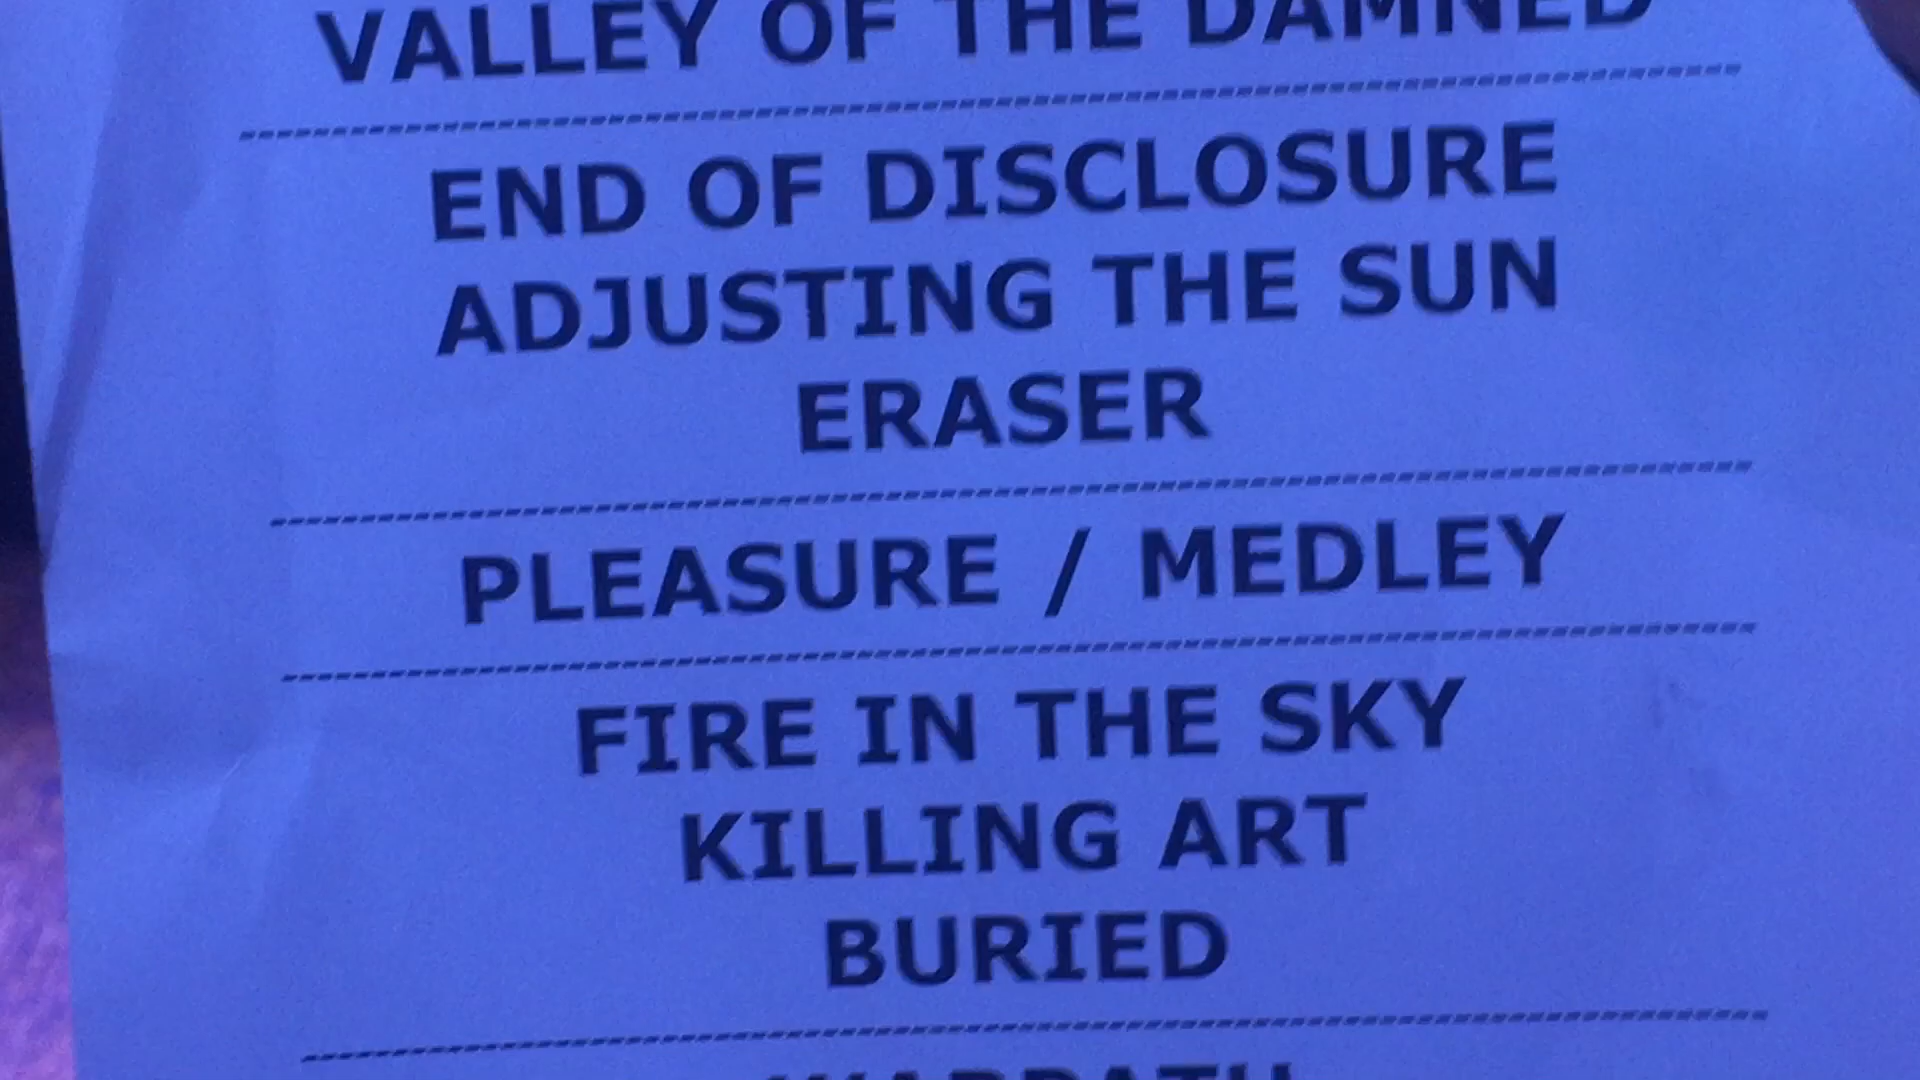 VALLEY OF THE DAMNED
END OF DISCLOSURE
ADJUSTING THE SUN
ERASER
PLEASURE / MEDLEY
FIRE IN THE SKY
KILLING ART
BURIED
WARPATH